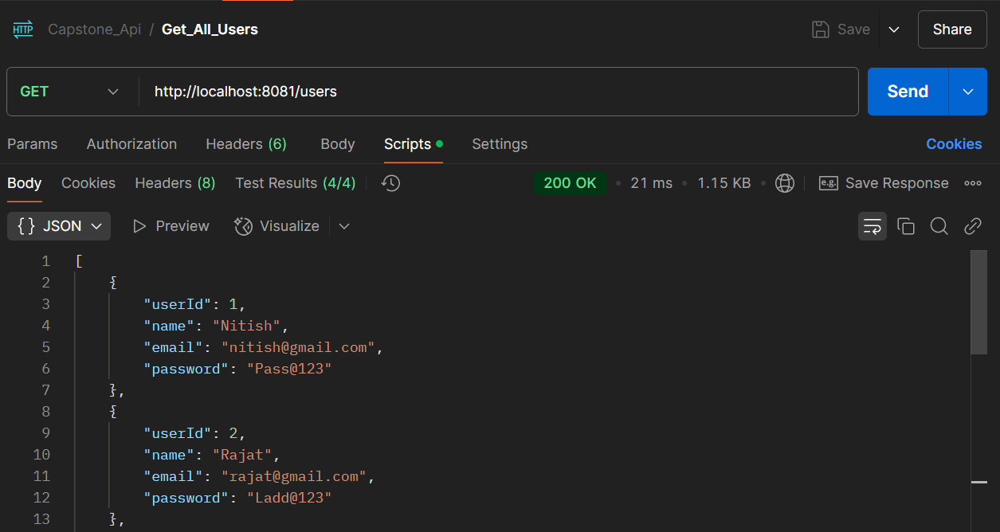 HTTP Capstone_Api / Get_All_Users Save Share
GET http://localhost:8081/users Send
Params Authorization Headers (6) Body Scripts Settings Cookies
Body Cookies Headers (8) Test Results (4/4) 200 OK • 21 ms • 1.15 KB • e.g. Save Response
{} JSON Preview Visualize
1 [
2 {
3 "userId": 1,
4 "name": "Nitish",
5 "email": "nitish@gmail.com",
6 "password": "Pass@123"
7 },
8 {
9 "userId": 2,
10 "name": "Rajat",
11 "email": "rajat@gmail.com",
12 "password": "Ladd@123"
13 },